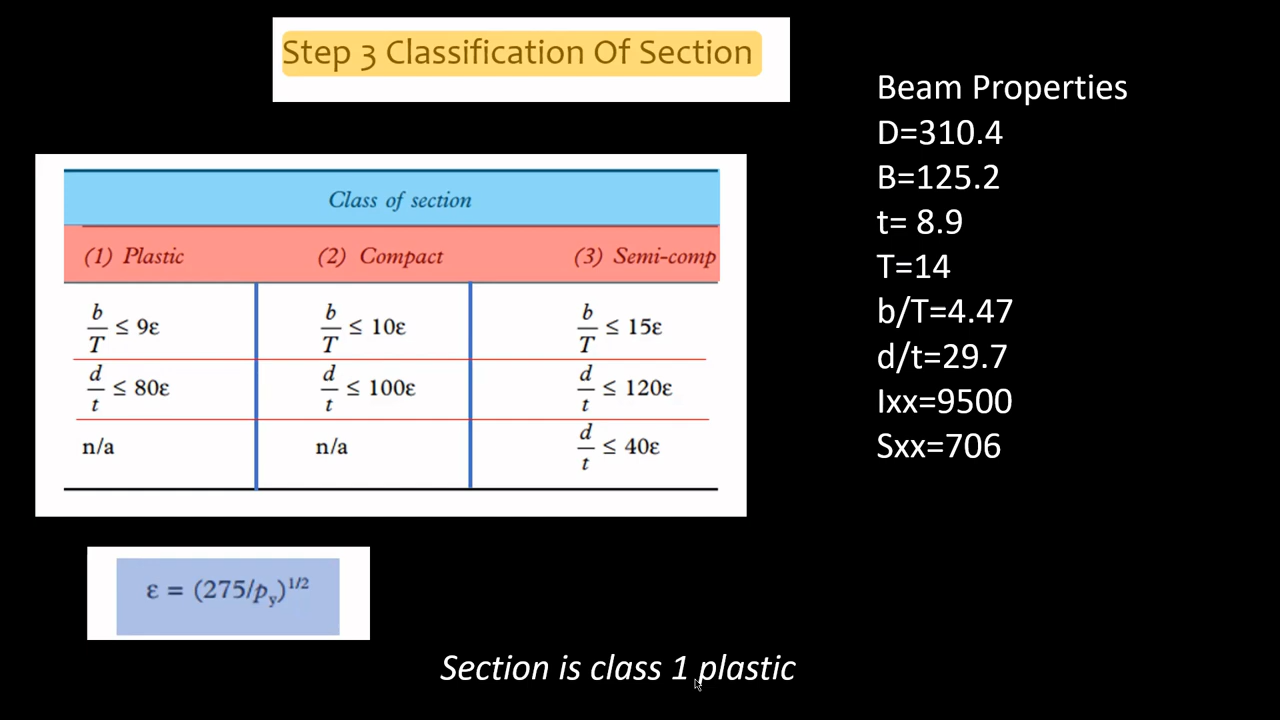 Step 3 Classification Of Section
Class of section
(1) Plastic (2) Compact (3) Semi-comp
b/T ≤ 9ε b/T ≤ 10ε b/T ≤ 15ε
d/t ≤ 80ε d/t ≤ 100ε d/t ≤ 120ε
n/a n/a d/t ≤ 40ε
ε = (275/p_y)^1/2
Section is class 1 plastic
Beam Properties
D=310.4
B=125.2
t= 8.9
T=14
b/T=4.47
d/t=29.7
Ixx=9500
Sxx=706